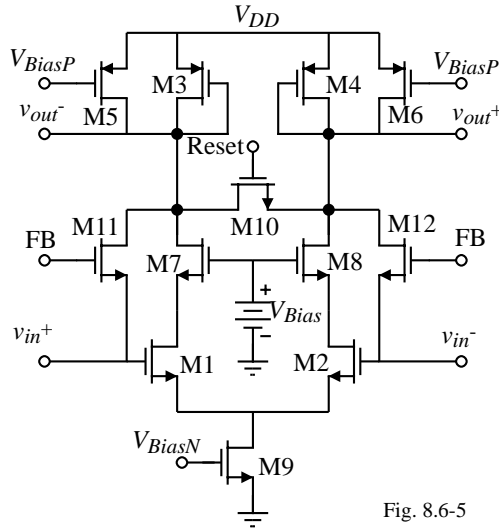 VDD
VBiasP
M3
M4
VBiasP
M5
M6
vout-
vout+
Reset
M11
M10
M12
FB
M7
M8
FB
+
VBias
-
vin+
M1
M2
vin-
VBiasN
M9
Fig. 8.6-5